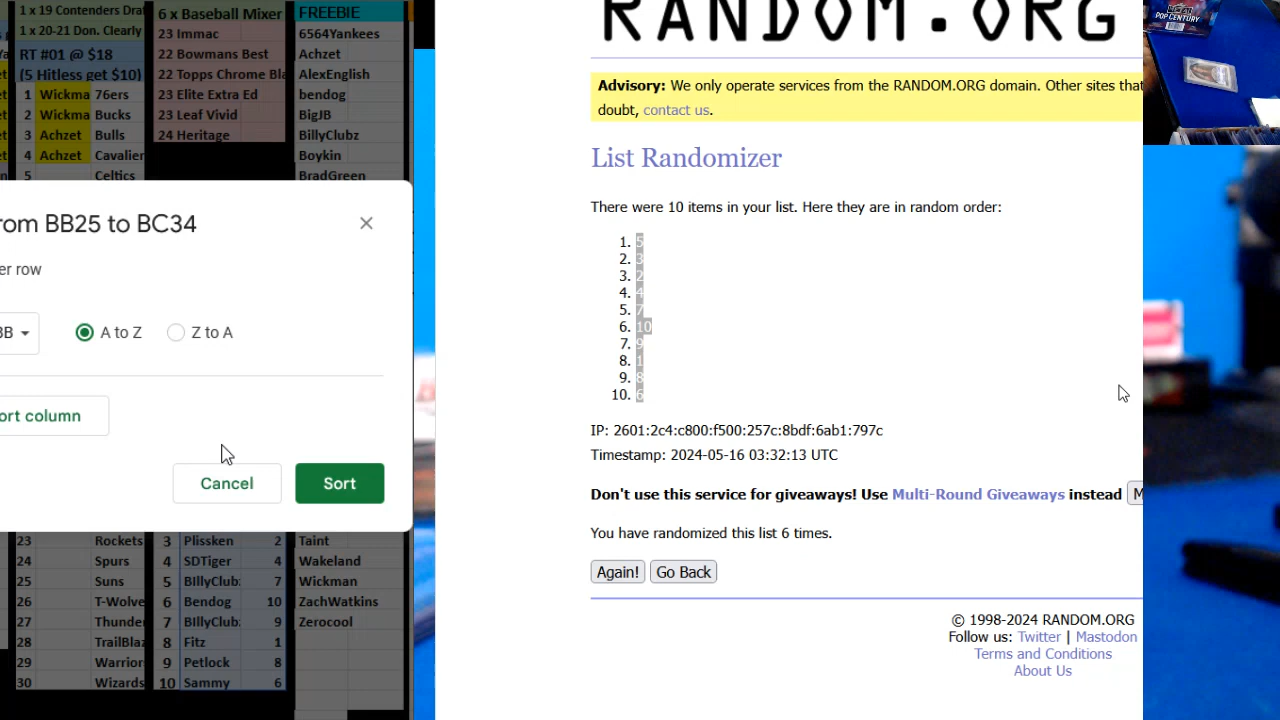 1 x 19 Contenders Dra
1 x 20-21 Don. Clearly
RT #01 @ $18
(5 Hitless get $10)
1 Wickma 76ers
2 Wickma Bucks
3 Achzet Bulls
4 Achzet Cavalier
5 Celtics
6 x Baseball Mixer
23 Immac
22 Bowmans Best
22 Topps Chrome Bla
23 Elite Extra Ed
23 Leaf Vivid
24 Heritage
FREEBIE
6564Yankees
Achzet
AlexEnglish
bendog
BigJB
BillyClubz
Boykin
BradGreen
rom BB25 to BC34
er row
BB
A to Z
Z to A
ort column
Cancel
Sort
23 Rockets
24 Spurs
25 Suns
26 T-Wolve
27 Thunde
28 TrailBlaz
29 Warrior
30 Wizards
3 Plissken 2
4 SDTiger 4
5 BIllyClub 7
6 Bendog 10
7 BIllyClub 9
8 Fitz 1
9 Petlock 8
10 Sammy 6
Taint
Wakeland
Wickman
ZachWatkins
Zerocool
RANDOM.ORG
Advisory: We only operate services from the RANDOM.ORG domain. Other sites that
doubt, contact us.
List Randomizer
There were 10 items in your list. Here they are in random order:
1. 5
2. 3
3. 2
4. 4
5. 7
6. 10
7. 9
8. 1
9. 8
10. 6
IP: 2601:2c4:c800:f500:257c:8bdf:6ab1:797c
Timestamp: 2024-05-16 03:32:13 UTC
Don't use this service for giveaways! Use Multi-Round Giveaways instead M
You have randomized this list 6 times.
Again! Go Back
© 1998-2024 RANDOM.ORG
Follow us: Twitter | Mastodon
Terms and Conditions
About Us
POP CENTURY